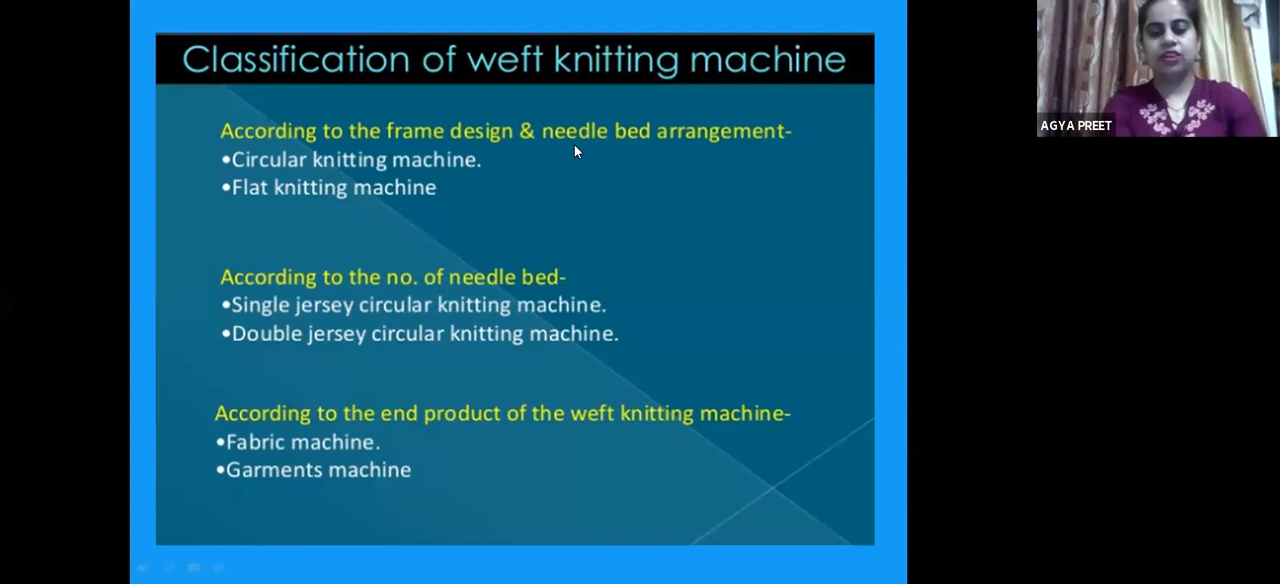 Classification of weft knitting machine
According to the frame design & needle bed arrangement-
•Circular knitting machine.
•Flat knitting machine
According to the no. of needle bed-
•Single jersey circular knitting machine.
•Double jersey circular knitting machine.
According to the end product of the weft knitting machine-
•Fabric machine.
•Garments machine
AGYA PREET